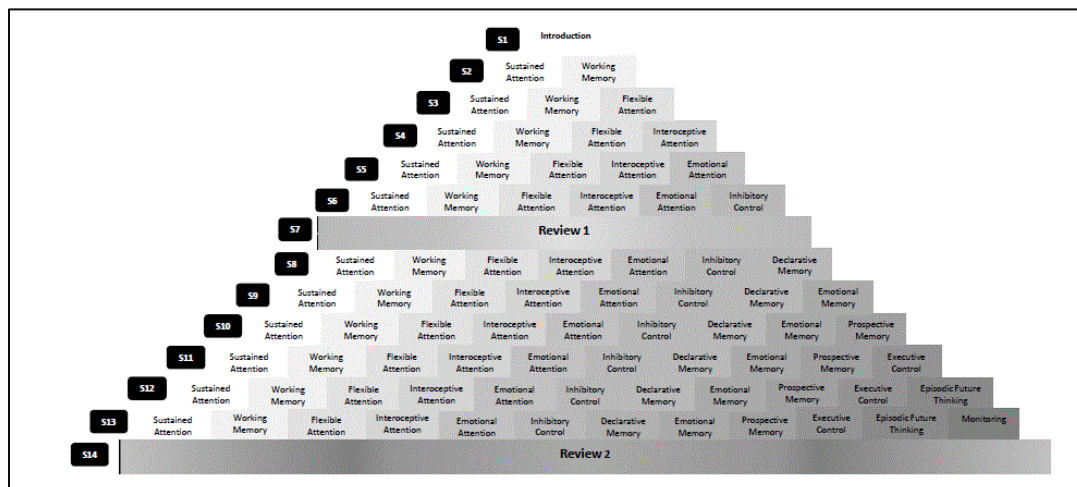 S1 Introduction
S2 Sustained Attention Working Memory
S3 Sustained Attention Working Memory Flexible Attention
S4 Sustained Attention Working Memory Flexible Attention Interoceptive Attention
S5 Sustained Attention Working Memory Flexible Attention Interoceptive Attention Emotional Attention
S6 Sustained Attention Working Memory Flexible Attention Interoceptive Attention Emotional Attention Inhibitory Control
S7 Review 1
S8 Sustained Attention Working Memory Flexible Attention Interoceptive Attention Emotional Attention Inhibitory Control Declarative Memory
S9 Sustained Attention Working Memory Flexible Attention Interoceptive Attention Emotional Attention Inhibitory Control Declarative Memory Emotional Memory
S10 Sustained Attention Working Memory Flexible Attention Interoceptive Attention Emotional Attention Inhibitory Control Declarative Memory Emotional Memory Prospective Memory
S11 Sustained Attention Working Memory Flexible Attention Interoceptive Attention Emotional Attention Inhibitory Control Declarative Memory Emotional Memory Prospective Memory Executive Control
S12 Sustained Attention Working Memory Flexible Attention Interoceptive Attention Emotional Attention Inhibitory Control Declarative Memory Emotional Memory Prospective Memory Executive Control Episodic Future Thinking
S13 Sustained Attention Working Memory Flexible Attention Interoceptive Attention Emotional Attention Inhibitory Control Declarative Memory Emotional Memory Prospective Memory Executive Control Episodic Future Thinking Monitoring
S14 Review 2